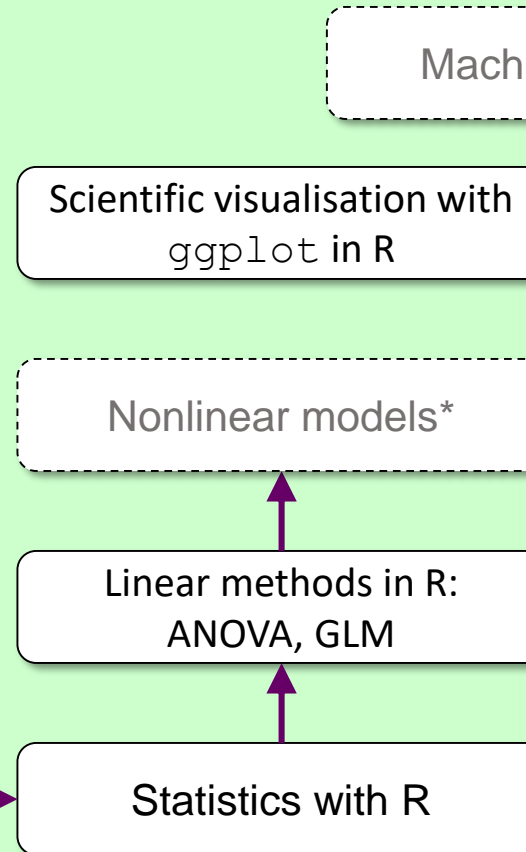 Mach
Scientific visualisation with
ggplot in R
Nonlinear models*
Linear methods in R:
ANOVA, GLM
Statistics with R